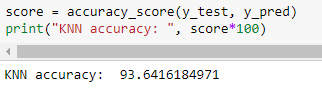 score = accuracy_score(y_test, y_pred)
print("KNN accuracy: ", score*100)
KNN accuracy:  93.6416184971